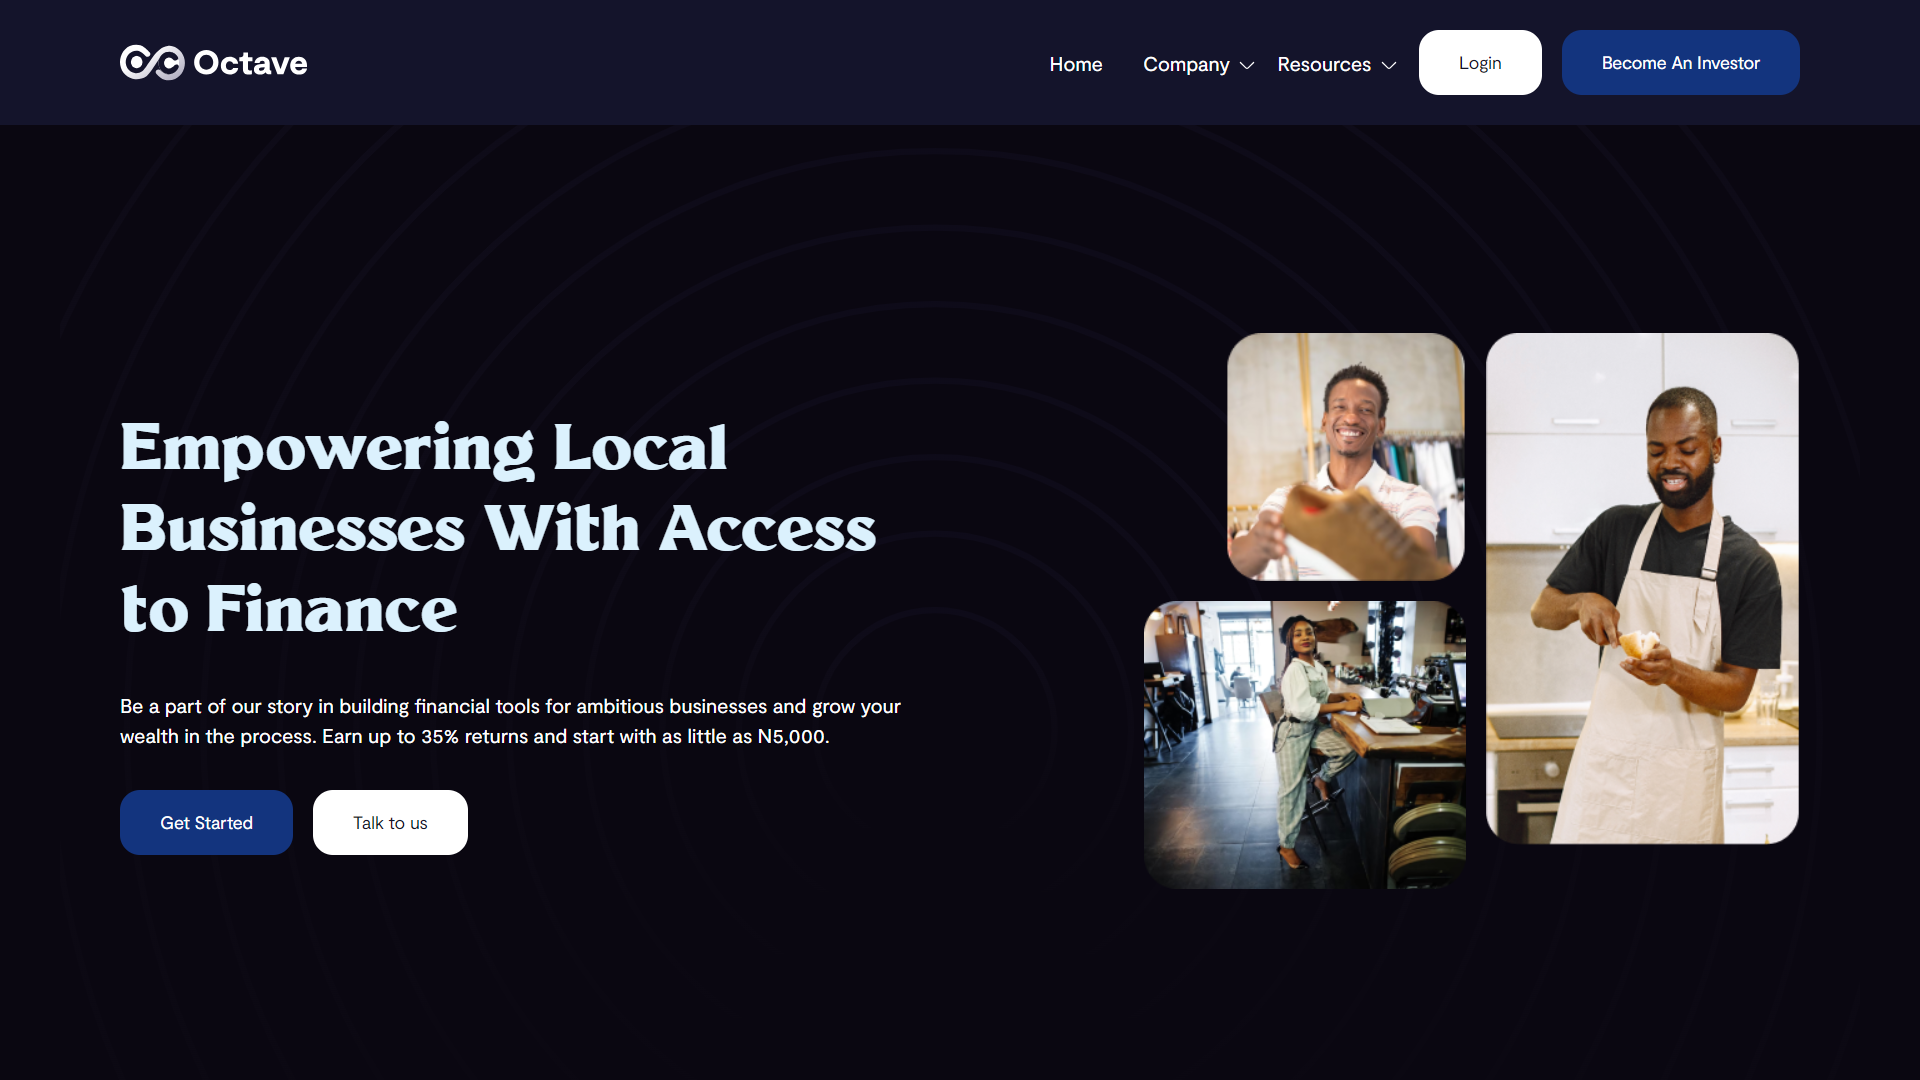 Octave
Home
Company
Resources
Login
Become An Investor
Empowering Local
Businesses With Access
to Finance
Be a part of our story in building financial tools for ambitious businesses and grow your
wealth in the process. Earn up to 35% returns and start with as little as N5,000.
Get Started
Talk to us